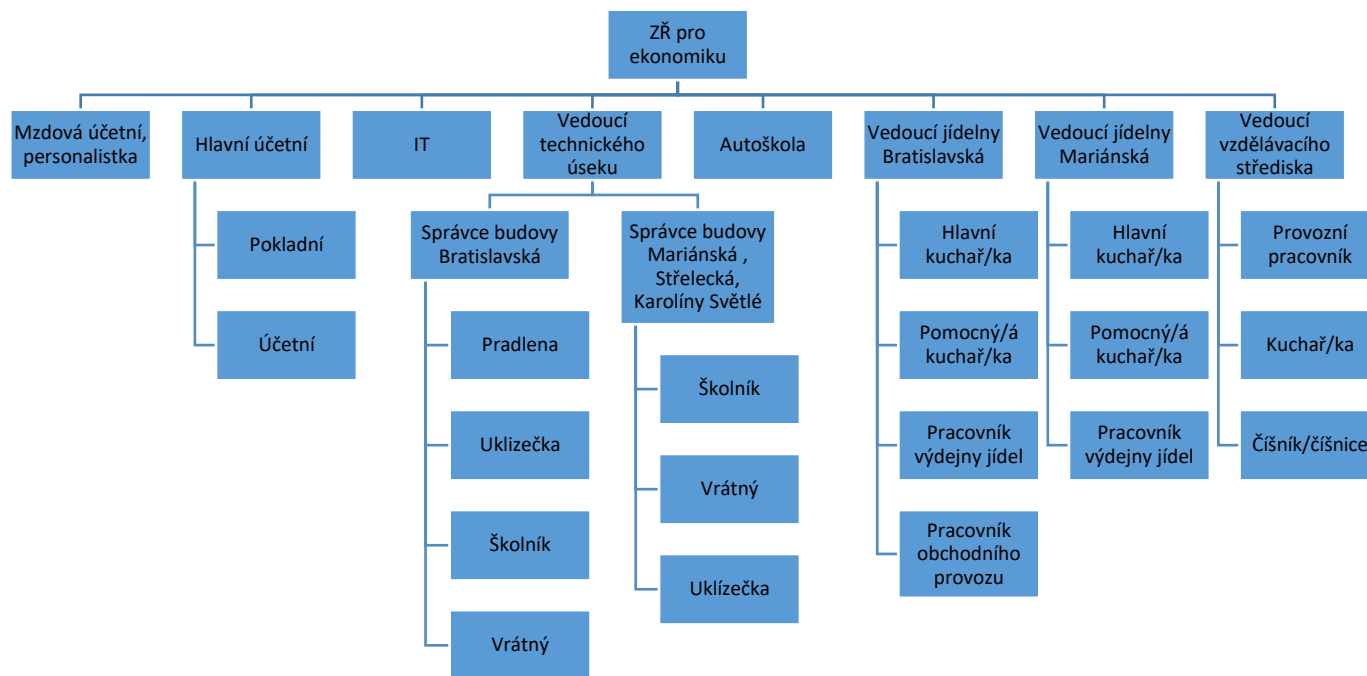 ZŘ pro
ekonomiku
Mzdová účetní,
personalistka
Hlavní účetní
IT
Vedoucí
technického
úseku
Autoškola
Vedoucí jídelny
Bratislavská
Vedoucí jídelny
Mariánská
Vedoucí
vzdělávacího
střediska
Pokladní
Účetní
Správce budovy
Bratislavská
Pradlena
Uklizečka
Školník
Vrátný
Správce budovy
Mariánská ,
Střelecká,
Karolíny Světlé
Školník
Vrátný
Uklízečka
Hlavní
kuchař/ka
Pomocný/á
kuchař/ka
Pracovník
výdejny jídel
Pracovník
obchodního
provozu
Hlavní
kuchař/ka
Pomocný/á
kuchař/ka
Pracovník
výdejny jídel
Provozní
pracovník
Kuchař/ka
Číšník/číšnice